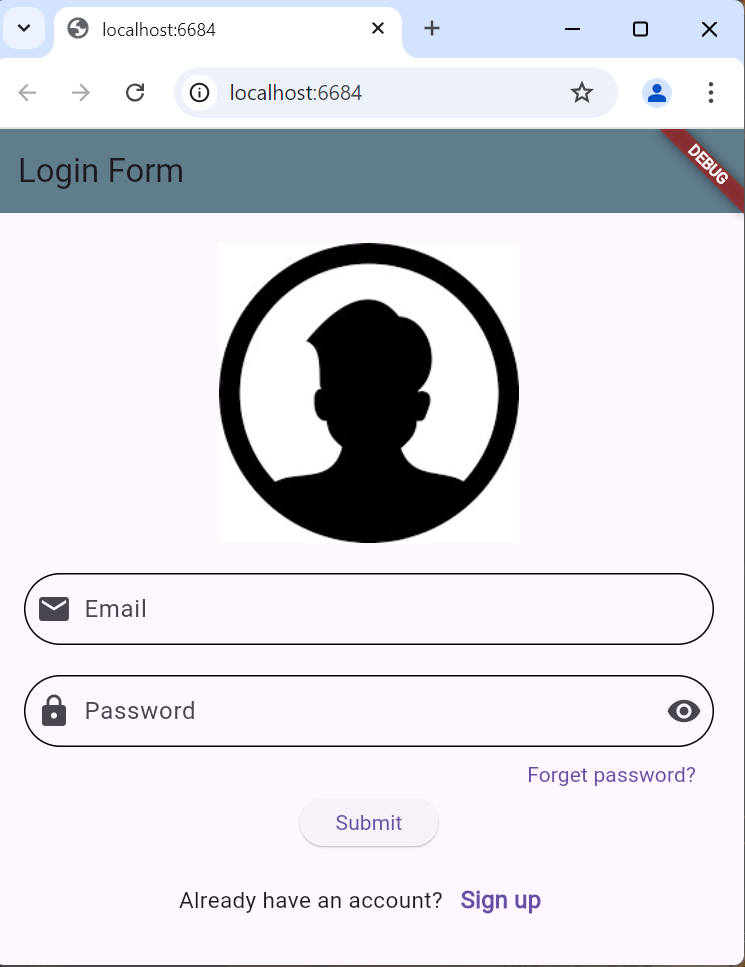 localhost:6684
localhost:6684
Login Form
DEBUG
Email
Password
Forget password?
Submit
Already have an account? Sign up